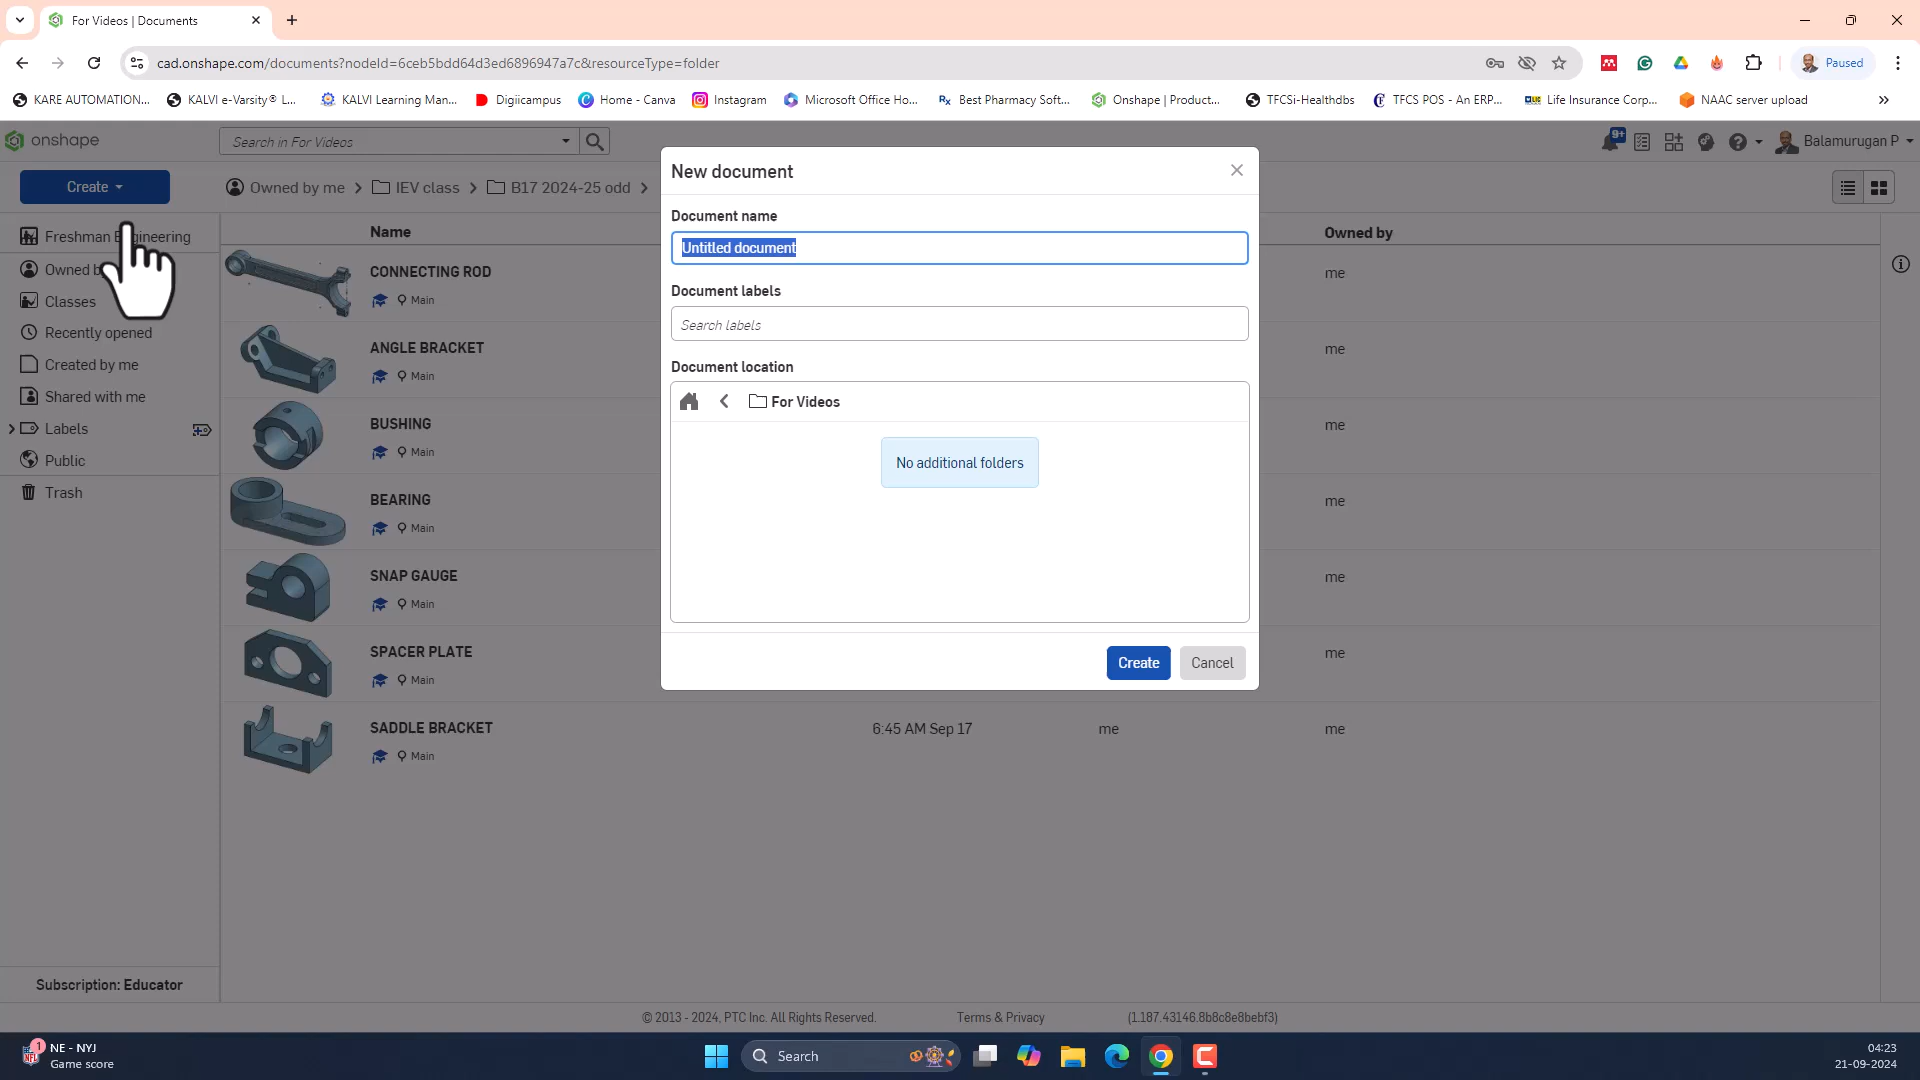 For Videos | Documents
cad.onshape.com/documents?nodeId=6ceb5bdd64d3ed6896947a7c&resourceType=folder
Paused
KARE AUTOMATION...
KALVI e-Varsity® L...
KALVI Learning Man...
Digiicampus
Home - Canva
Instagram
Microsoft Office Ho...
Best Pharmacy Soft...
Onshape | Product...
TFCSi-Healthdbs
TFCS POS - An ERP...
Life Insurance Corp...
NAAC server upload
onshape
Search in For Videos
9+
Balamurugan P
Create
Owned by me
IEV class
B17 2024-25 odd
Freshman E gineering
Owned b
Classes
Recently opened
Created by me
Shared with me
Labels
Public
Trash
Name
Owned by
CONNECTING ROD
Main
me
ANGLE BRACKET
Main
me
BUSHING
Main
me
BEARING
Main
me
SNAP GAUGE
Main
me
SPACER PLATE
Main
me
SADDLE BRACKET
Main
6:45 AM Sep 17
me
me
New document
Document name
Untitled document
Document labels
Search labels
Document location
For Videos
No additional folders
Create
Cancel
Subscription: Educator
© 2013 - 2024, PTC Inc. All Rights Reserved.
Terms & Privacy
(1.187.43146.8b8c8e8bebf3)
1
NE - NYJ
Game score
Search
04:23
21-09-2024